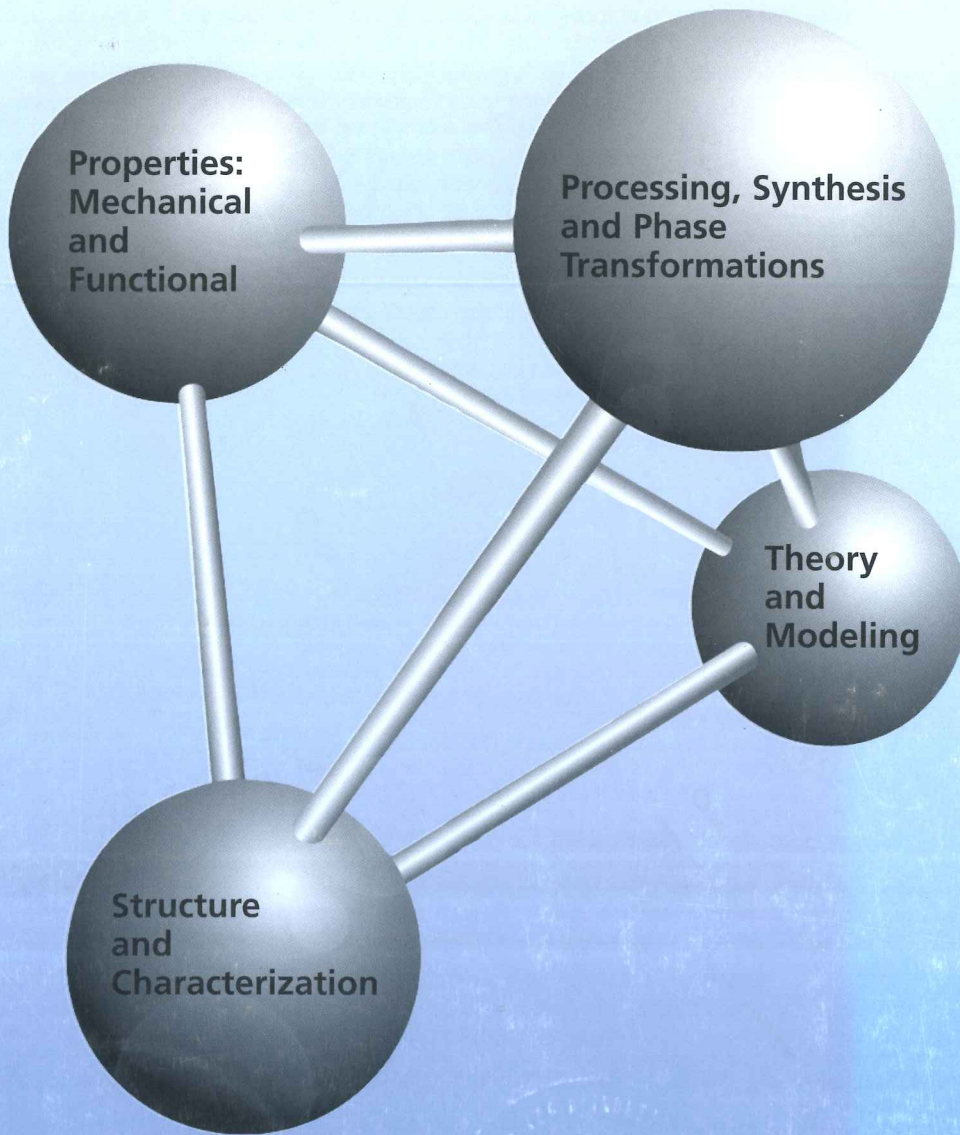 Properties:
Mechanical
and
Functional
Processing, Synthesis
and Phase
Transformations
Theory
and
Modeling
Structure
and
Characterization